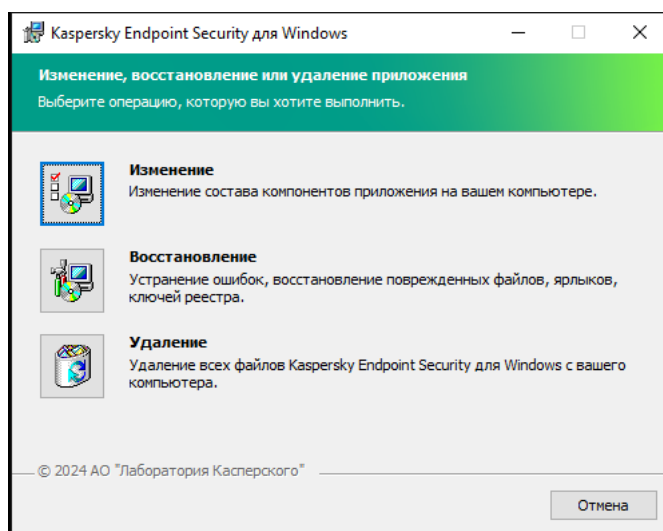 Kaspersky Endpoint Security для Windows
Изменение, восстановление или удаление приложения
Выберите операцию, которую вы хотите выполнить.
Изменение
Изменение состава компонентов приложения на вашем компьютере.
Восстановление
Устранение ошибок, восстановление поврежденных файлов, ярлыков,
ключей реестра.
Удаление
Удаление всех файлов Kaspersky Endpoint Security для Windows с вашего
компьютера.
© 2024 АО "Лаборатория Касперского"
Отмена